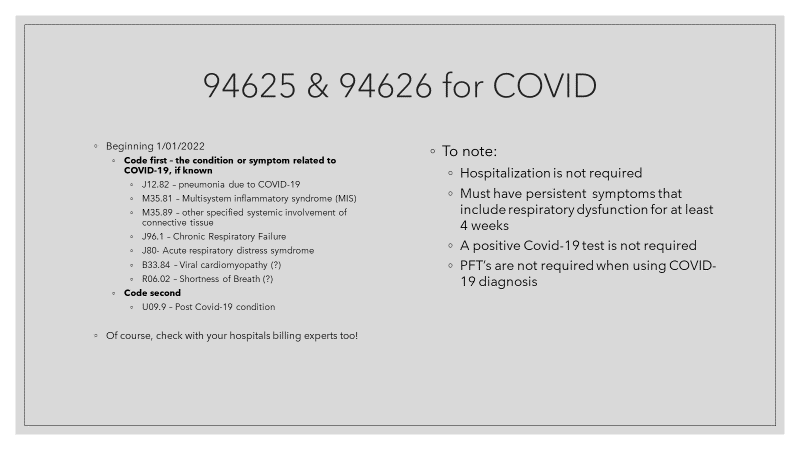 94625 & 94626 for COVID
Beginning 1/01/2022
Code first – the condition or symptom related to
COVID-19, if known
J12.82 – pneumonia due to COVID-19
M35.81 – Multisystem inflammatory syndrome (MIS)
M35.89 – other specified systemic involvement of
connective tissue
J96.1 – Chronic Respiratory Failure
J80- Acute respiratory distress symdrome
B33.84 – Viral cardiomyopathy (?)
R06.02 – Shortness of Breath (?)
Code second
U09.9 – Post Covid-19 condition
Of course, check with your hospitals billing experts too!
To note:
Hospitalization is not required
Must have persistent symptoms that
include respiratory dysfunction for at least
4 weeks
A positive Covid-19 test is not required
PFT’s are not required when using COVID-
19 diagnosis